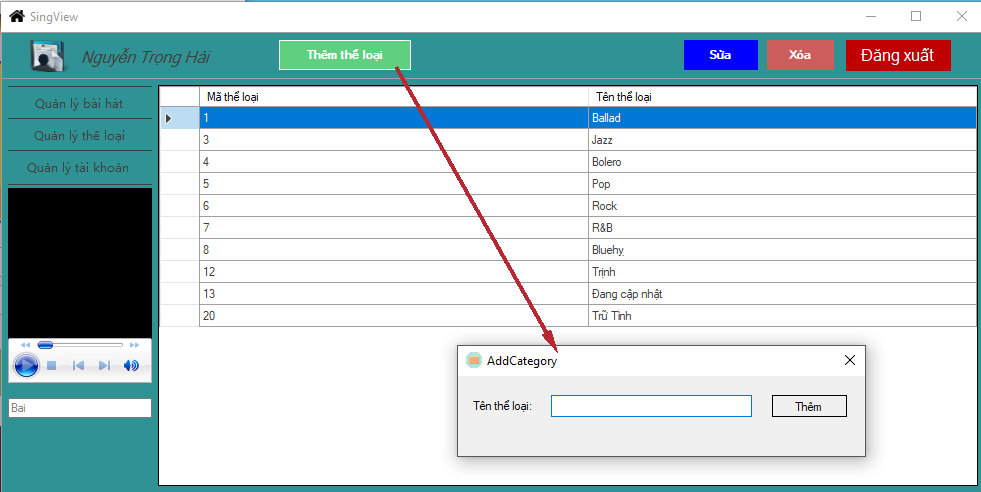 SingView
Nguyễn Trọng Hải
Thêm thể loại
Sửa
Xóa
Đăng xuất
Quản lý bài hát
Quản lý thể loại
Quản lý tài khoản
Bai
Mã thể loại Tên thể loại
1 Ballad
3 Jazz
4 Bolero
5 Pop
6 Rock
7 R&B
8 Bluehy
12 Trịnh
13 Đang cập nhật
20 Trữ Tình
AddCategory
Tên thể loại:
Thêm